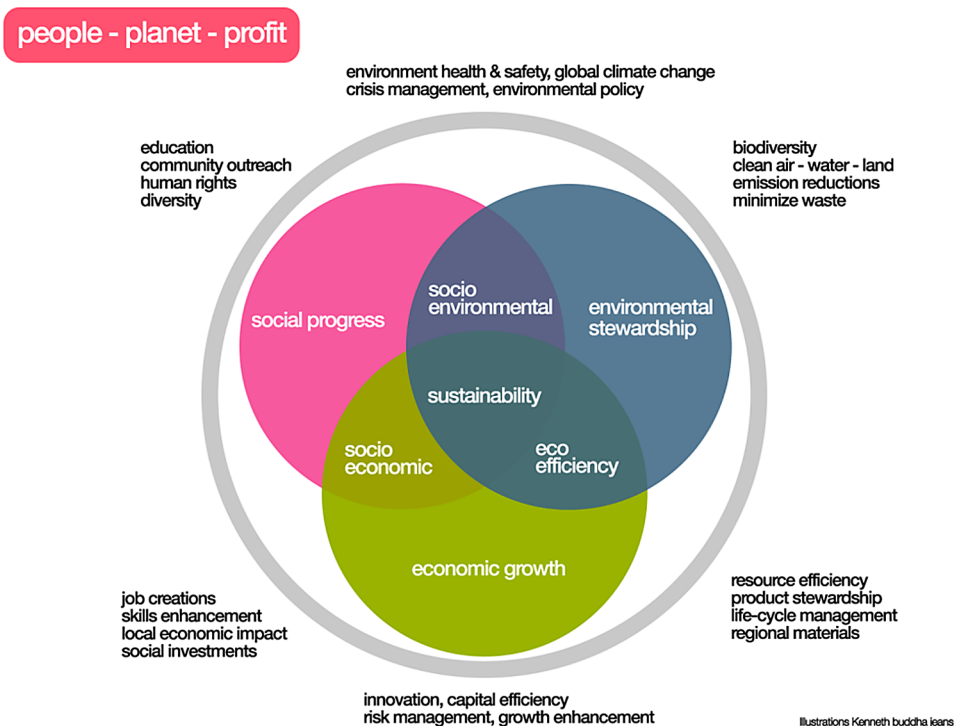 people - planet - profit
environment health & safety, global climate change
crisis management, environmental policy
education
community outreach
human rights
diversity
biodiversity
clean air - water - land
emission reductions
minimize waste
socio
environmental
social progress
environmental
stewardship
sustainability
socio
economic
eco
efficiency
economic growth
job creations
skills enhancement
local economic impact
social investments
resource efficiency
product stewardship
life-cycle management
regional materials
innovation, capital efficiency
risk management, growth enhancement
Illustrations Kenneth buddha jeans